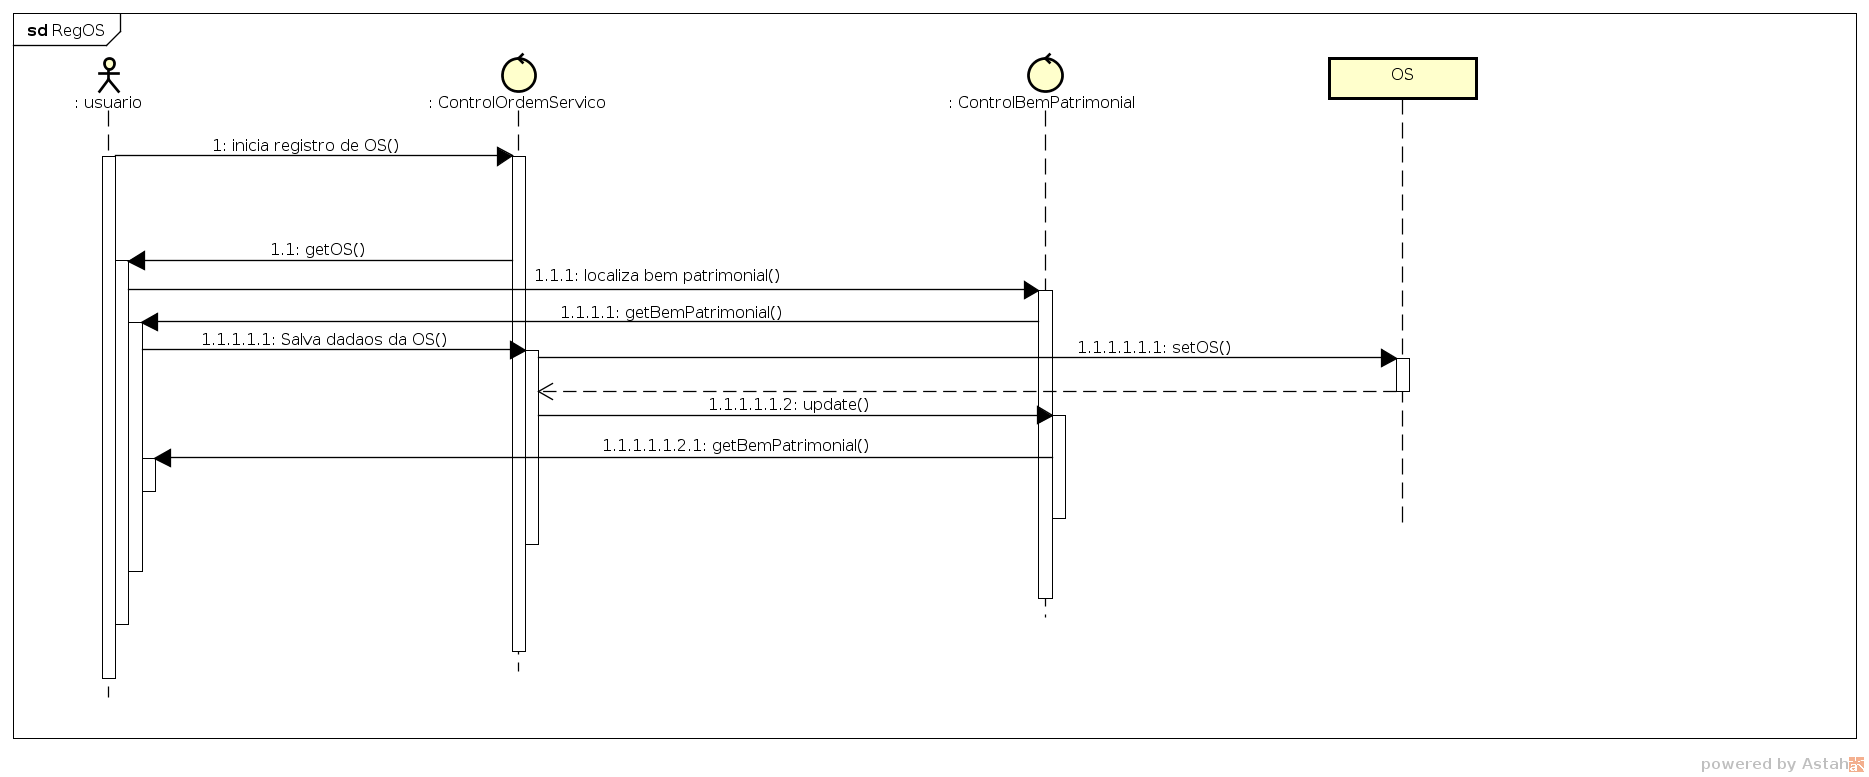 sd RegOS
OS
: usuario
: ControlOrdemServico
: ControlBemPatrimonial
1: inicia registro de OS()
1.1: getOS()
1.1.1: localiza bem patrimonial()
1.1.1.1: getBemPatrimonial()
1.1.1.1.1: Salva dadaos da OS()
1.1.1.1.1.1: setOS()
1.1.1.1.1.2: update()
1.1.1.1.1.2.1: getBemPatrimonial()
powered by Astah